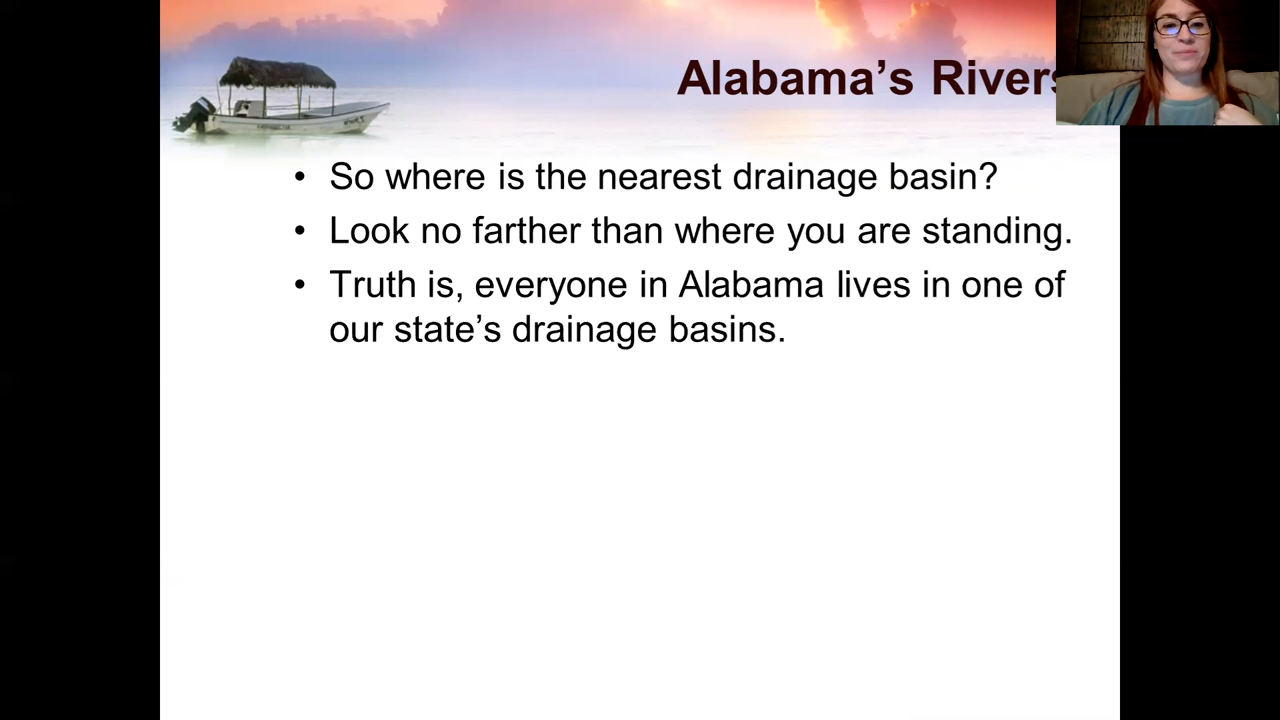 Alabama's Rivers
• So where is the nearest drainage basin?
• Look no farther than where you are standing.
• Truth is, everyone in Alabama lives in one of
our state's drainage basins.